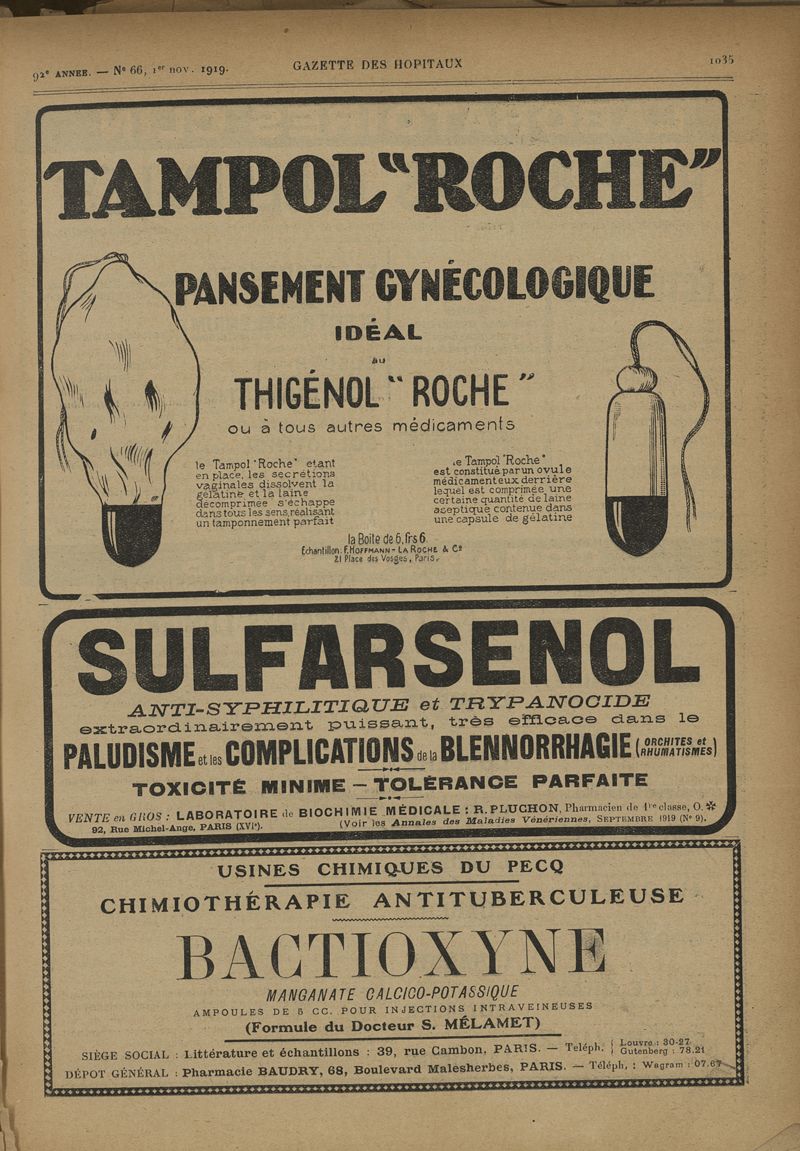 92e ANNEE. — No 66, 1er nov. 1919.
GAZETTE DES HOPITAUX
1035
TAMPOL "ROCHE"
PANSEMENT GYNÉCOLOGIQUE
IDÉAL
au
THIGÉNOL "ROCHE"
ou à tous autres médicaments
le Tampol "Roche" etant
en place, les secrétions
vaginales dissolvent la
gélatine et la laine
décomprimée s'échappe
dans tous les sens, réalisant
un tamponnement parfait
Le Tampol "Roche"
est constitué par un ovule
médicamenteux derrière
lequel est comprimée une
certaine quantité de laine
aseptique contenue dans
une capsule de gélatine
la Boite de 6, frs 6
Echantillon: F. HOFFMANN-LA ROCHE & Co
21 Place des Vosges, Paris.
SULFARSENOL
ANTI-SYPHILITIQUE et TRYPANOCIDE
extraordinairement puissant, très efficace dans le
PALUDISME et les COMPLICATIONS de la BLENNORRHAGIE (ORCHITES et RHUMATISMES)
TOXICITÉ MINIME — TOLÉRANCE PARFAITE
VENTE en GROS : LABORATOIRE de BIOCHIMIE MÉDICALE : R. PLUCHON, Pharmacien de 1re classe, O. ✻
92, Rue Michel-Ange, PARIS (XVIe). (Voir les Annales des Maladies Vénériennes, SEPTEMBRE 1919 (No 9).
USINES CHIMIQUES DU PECQ
CHIMIOTHÉRAPIE ANTITUBERCULEUSE
BACTIOXYNE
MANGANATE CALCICO-POTASSIQUE
AMPOULES DE 5 CC. POUR INJECTIONS INTRAVEINEUSES
(Formule du Docteur S. MÉLAMET)
SIÈGE SOCIAL : Littérature et échantillons : 39, rue Cambon, PARIS. — Teléph. { Louvre : 30-27
Gutenberg : 78.21
DÉPOT GÉNÉRAL : Pharmacie BAUDRY, 68, Boulevard Malesherbes, PARIS. — Téléph. : Wagram : 07.67